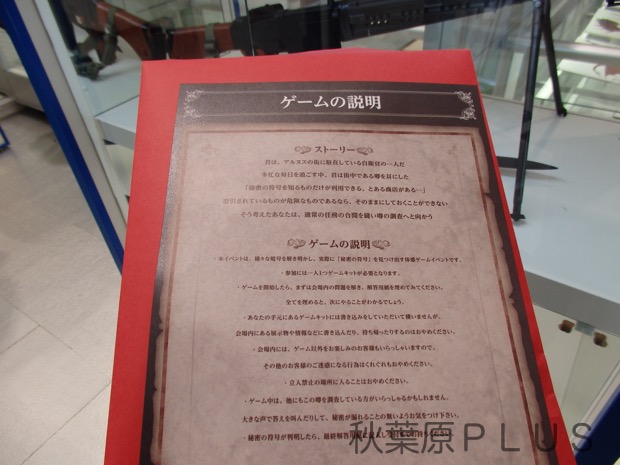 ゲームの説明
ストーリー
君は、アルヌスの街に駐在している自衛官の一人だ
多忙な毎日を過ごす中、君は街中である噂を耳にした
「秘密の符号を知るものだけが利用できる、とある商店がある…」
取引されているものが危険なものであるなら、そのままにしておくことができない
そう考えたあなたは、通常の任務の合間を縫い噂の調査へと向かう
ゲームの説明
・本イベントは、様々な暗号を解き明かし、実際に「秘密の符号」を見つけ出す体感ゲームイベントです。
・参加には一人1つゲームキットが必要となります。
・ゲームを開始したら、まずは会場内の問題を解き、解答用紙を埋めてみてください。
全てを埋めると、次にやることがわかるでしょう。
・あなたの手元にあるゲームキットには書き込みをしていただいて構いませんが、
会場内にある展示物や情報などに書き込んだり、持ち帰ったりするのはおやめください。
・会場内には、ゲーム以外をお楽しみのお客様もいらっしゃいますので、
その他のお客様のご迷惑になる行為はくれぐれもおやめください。
・立入禁止の場所に入ることはおやめください。
・ゲーム中は、他にもこの噂を調査している方がいらっしゃるかもしれません。
大きな声で答えを叫んだりして、秘密が漏れることの無いようお気をつけ下さい。
・秘密の符号が判明したら、最終解答用紙に記入して
秋葉原PLUS